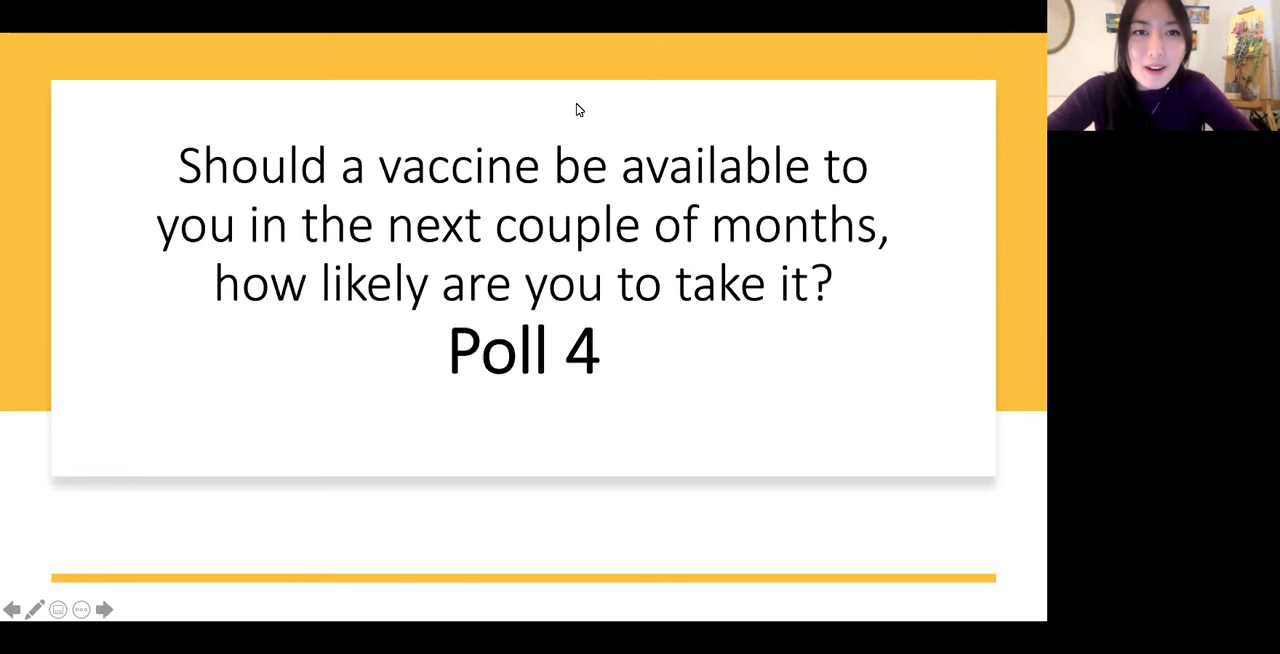 Should a vaccine be available to
you in the next couple of months,
how likely are you to take it?
Poll 4